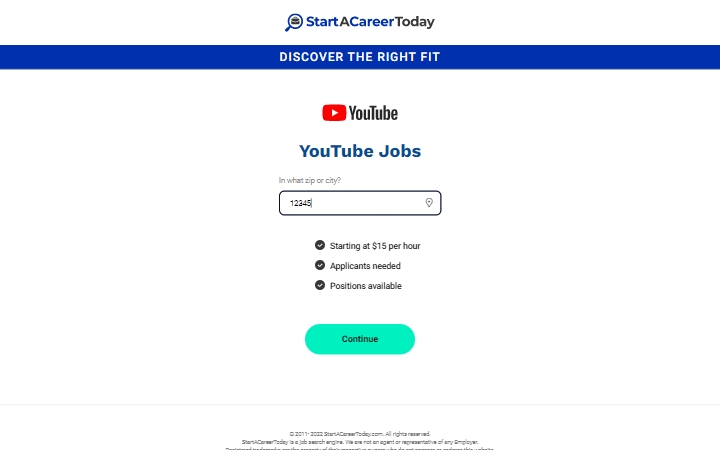 StartACareerToday
DISCOVER THE RIGHT FIT
YouTube
YouTube Jobs
In what zip or city?
12345
Starting at $15 per hour
Applicants needed
Positions available
Continue
© 2011- 2022 StartACareerToday.com. All rights reserved.
StartACareerToday is a job search engine. We are not an agent or representative of any Employer.